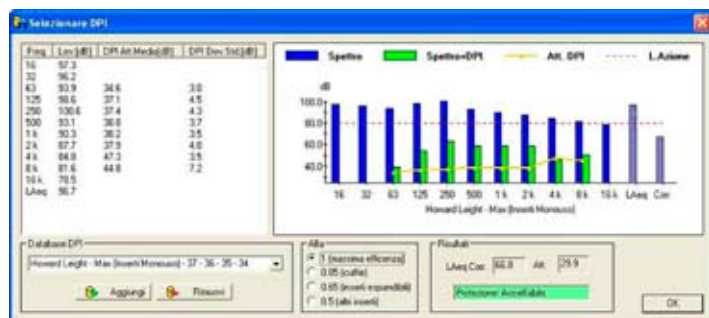 Selezionare DPI
Freq Lev.[dB] DPI Att.Media[dB] DPI Dev.Std.[dB]
16 97.3
32 96.2
63 93.9 34.6 3.0
125 98.6 37.1 4.5
250 100.6 37.4 4.3
500 93.1 38.8 3.7
1 k 90.3 38.2 3.5
2 k 87.7 37.9 4.8
4 k 84.8 47.3 3.5
8 k 81.6 44.8 7.2
16 k 78.5
LAeq 96.7
Spettro Spettro+DPI Att. DPI L.Azione
dB
100.0
80.0
60.0
40.0
16 32 63 125 250 500 1 k 2 k 4 k 8 k 16 k LAeq Corr
Howard Leight - Max (Inserti Monouso)
Database DPI
Howard Leight - Max (Inserti Monouso) - 37 - 36 - 35 - 34
Aggiungi Rimuovi
Alfa
1 (massima efficenza)
0.85 (cuffie)
0.65 (inserti espandibili)
0.5 (altri inserti)
Risultati
LAeq Corr. 66.8 Att. 29.9
Protezione: Accettabile
OK